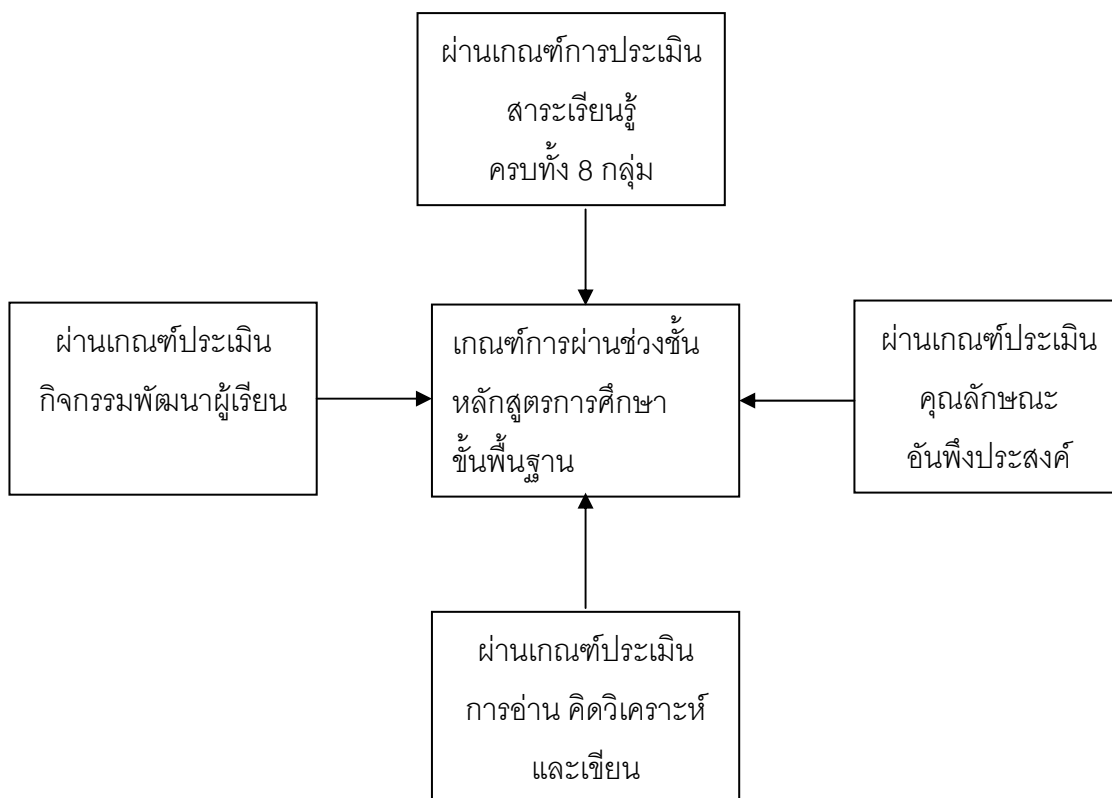 ผ่านเกณฑ์การประเมิน
สาระเรียนรู้
ครบทั้ง 8 กลุ่ม
ผ่านเกณฑ์ประเมิน
กิจกรรมพัฒนาผู้เรียน
เกณฑ์การผ่านช่วงชั้น
หลักสูตรการศึกษา
ขั้นพื้นฐาน
ผ่านเกณฑ์ประเมิน
คุณลักษณะ
อันพึงประสงค์
ผ่านเกณฑ์ประเมิน
การอ่าน คิดวิเคราะห์
และเขียน